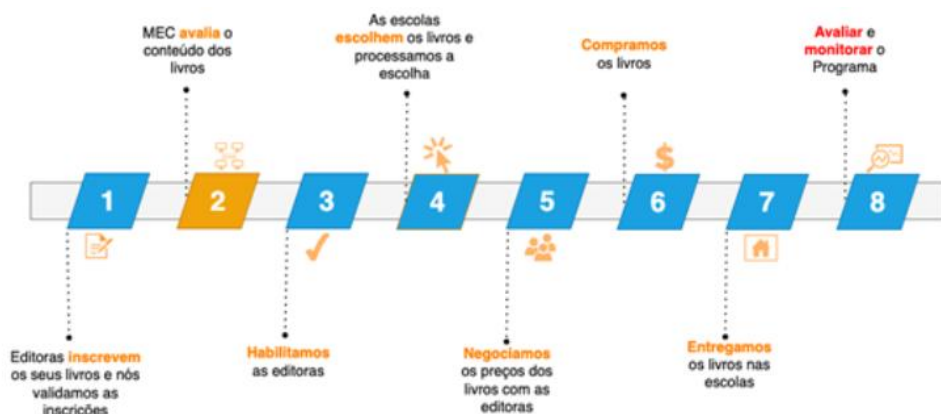 MEC avalia o
conteúdo dos
livros
As escolas
escolhem os livros e
processamos a
escolha
Compramos
os livros
Avaliar e
monitorar o
Programa
1
2
3
4
5
6
7
8
$
Editoras inscrevem
os seus livros e nós
validamos as
inscrições
Habilitamos
as editoras
Negociamos
os preços dos
livros com as
editoras
Entregamos
os livros nas
escolas